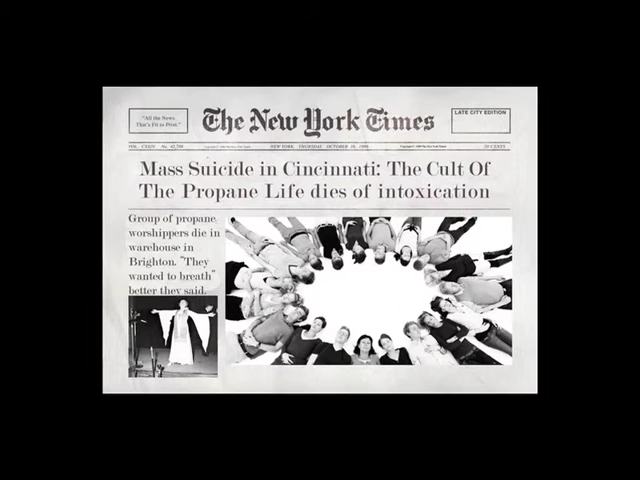 "All the News
That's Fit to Print."
The New York Times
LATE CITY EDITION
NEW YORK, THURSDAY, OCTOBER
Mass Suicide in Cincinnati: The Cult Of
The Propane Life dies of intoxication
Group of propane
worshippers die in
warehouse in
Brighton. "They
wanted to breath"
better they said.